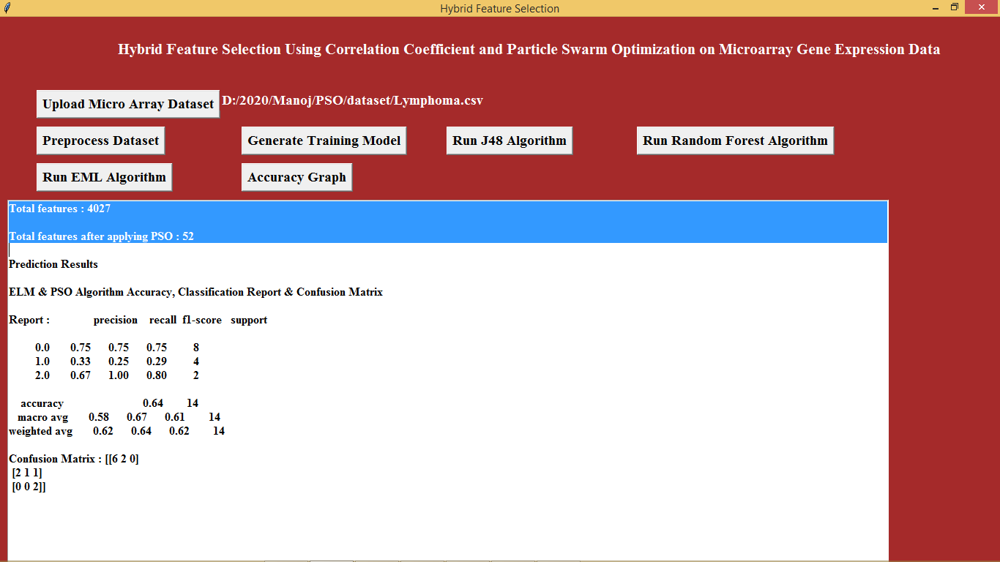 Hybrid Feature Selection
Hybrid Feature Selection Using Correlation Coefficient and Particle Swarm Optimization on Microarray Gene Expression Data
Upload Micro Array Dataset D:/2020/Manoj/PSO/dataset/Lymphoma.csv
Preprocess Dataset Generate Training Model Run J48 Algorithm Run Random Forest Algorithm
Run EML Algorithm Accuracy Graph
Total features : 4027
Total features after applying PSO : 52
Prediction Results
ELM & PSO Algorithm Accuracy, Classification Report & Confusion Matrix
Report : precision recall f1-score support
0.0 0.75 0.75 0.75 8
1.0 0.33 0.25 0.29 4
2.0 0.67 1.00 0.80 2
accuracy 0.64 14
macro avg 0.58 0.67 0.61 14
weighted avg 0.62 0.64 0.62 14
Confusion Matrix : [[6 2 0]
[2 1 1]
[0 0 2]]